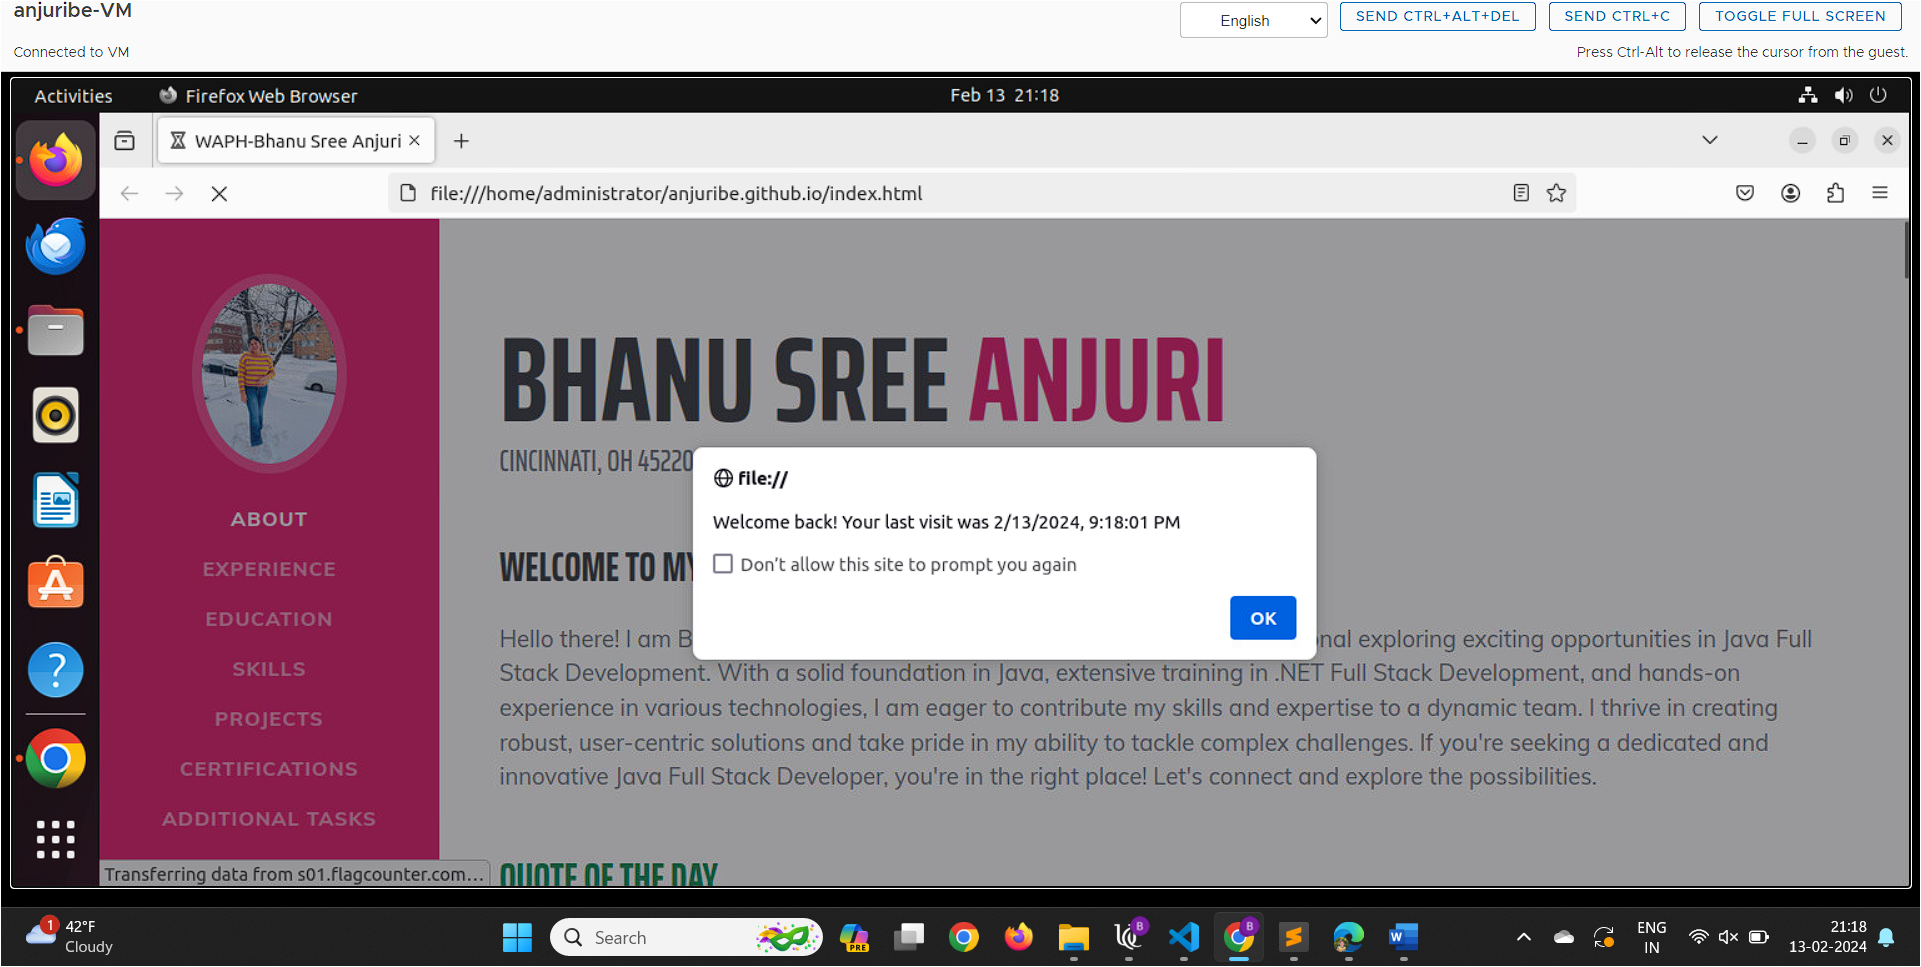 anjuribe-VM
English
SEND CTRL+ALT+DEL
SEND CTRL+C
TOGGLE FULL SCREEN
Connected to VM
Press Ctrl-Alt to release the cursor from the guest.
Activities
Firefox Web Browser
Feb 13 21:18
WAPH-Bhanu Sree Anjuri
file:///home/administrator/anjuribe.github.io/index.html
BHANU SREE ANJURI
CINCINNATI, OH 45220
file://
Welcome back! Your last visit was 2/13/2024, 9:18:01 PM
Don't allow this site to prompt you again
OK
ABOUT
EXPERIENCE
EDUCATION
SKILLS
PROJECTS
CERTIFICATIONS
ADDITIONAL TASKS
WELCOME TO MY
Hello there! I am B
nal exploring exciting opportunities in Java Full
Stack Development. With a solid foundation in Java, extensive training in .NET Full Stack Development, and hands-on
experience in various technologies, I am eager to contribute my skills and expertise to a dynamic team. I thrive in creating
robust, user-centric solutions and take pride in my ability to tackle complex challenges. If you're seeking a dedicated and
innovative Java Full Stack Developer, you're in the right place! Let's connect and explore the possibilities.
QUOTE OF THE DAY
Transferring data from s01.flagcounter.com...
1
42°F
Cloudy
Search
PRE
B
B
W
ENG
IN
21:18
13-02-2024